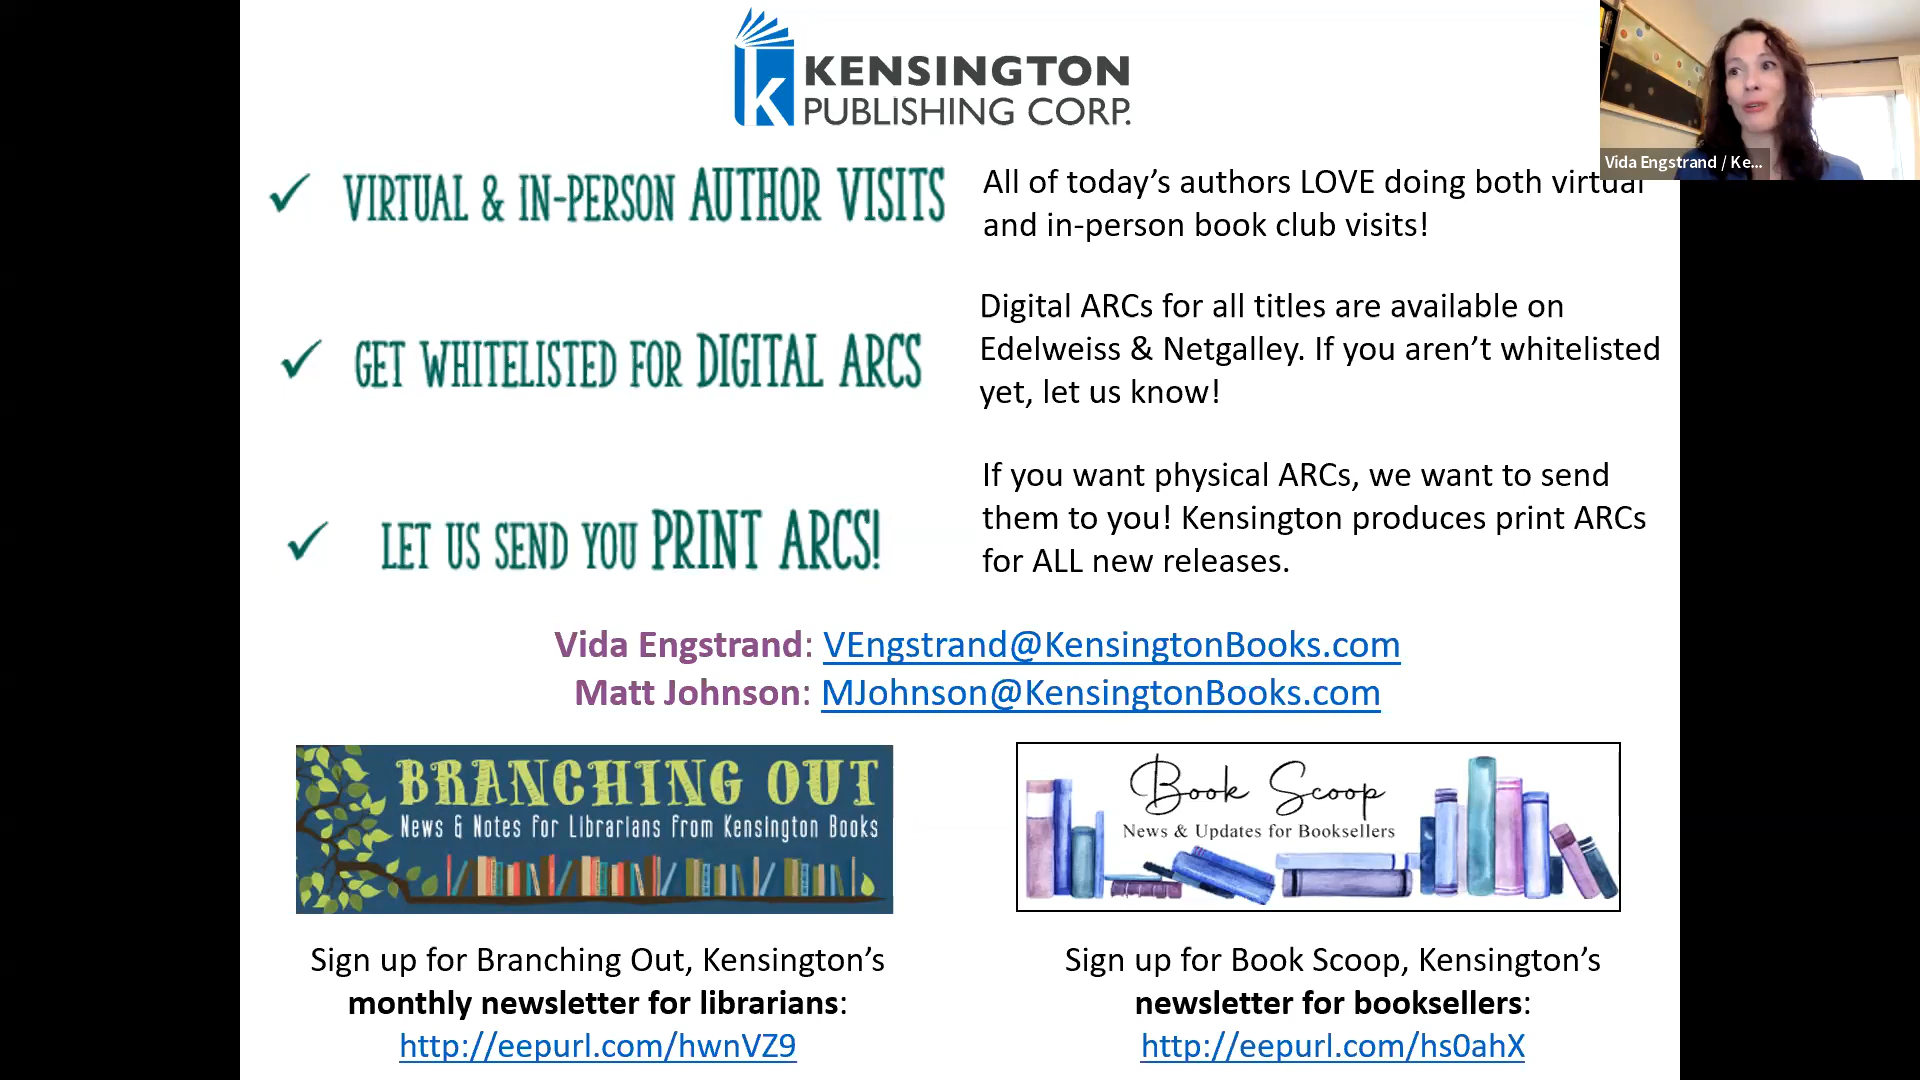 KENSINGTON
PUBLISHING CORP.
Vida Engstrand / Ke...
VIRTUAL & IN-PERSON AUTHOR VISITS
All of today’s authors LOVE doing both virtual
and in-person book club visits!
GET WHITELISTED FOR DIGITAL ARCS
Digital ARCs for all titles are available on
Edelweiss & Netgalley. If you aren’t whitelisted
yet, let us know!
LET US SEND YOU PRINT ARCS!
If you want physical ARCs, we want to send
them to you! Kensington produces print ARCs
for ALL new releases.
Vida Engstrand: VEngstrand@KensingtonBooks.com
Matt Johnson: MJohnson@KensingtonBooks.com
BRANCHING OUT
News & Notes for Librarians from Kensington Books
Sign up for Branching Out, Kensington’s
monthly newsletter for librarians:
http://eepurl.com/hwnVZ9
Book Scoop
News & Updates for Booksellers
Sign up for Book Scoop, Kensington’s
newsletter for booksellers:
http://eepurl.com/hs0ahX